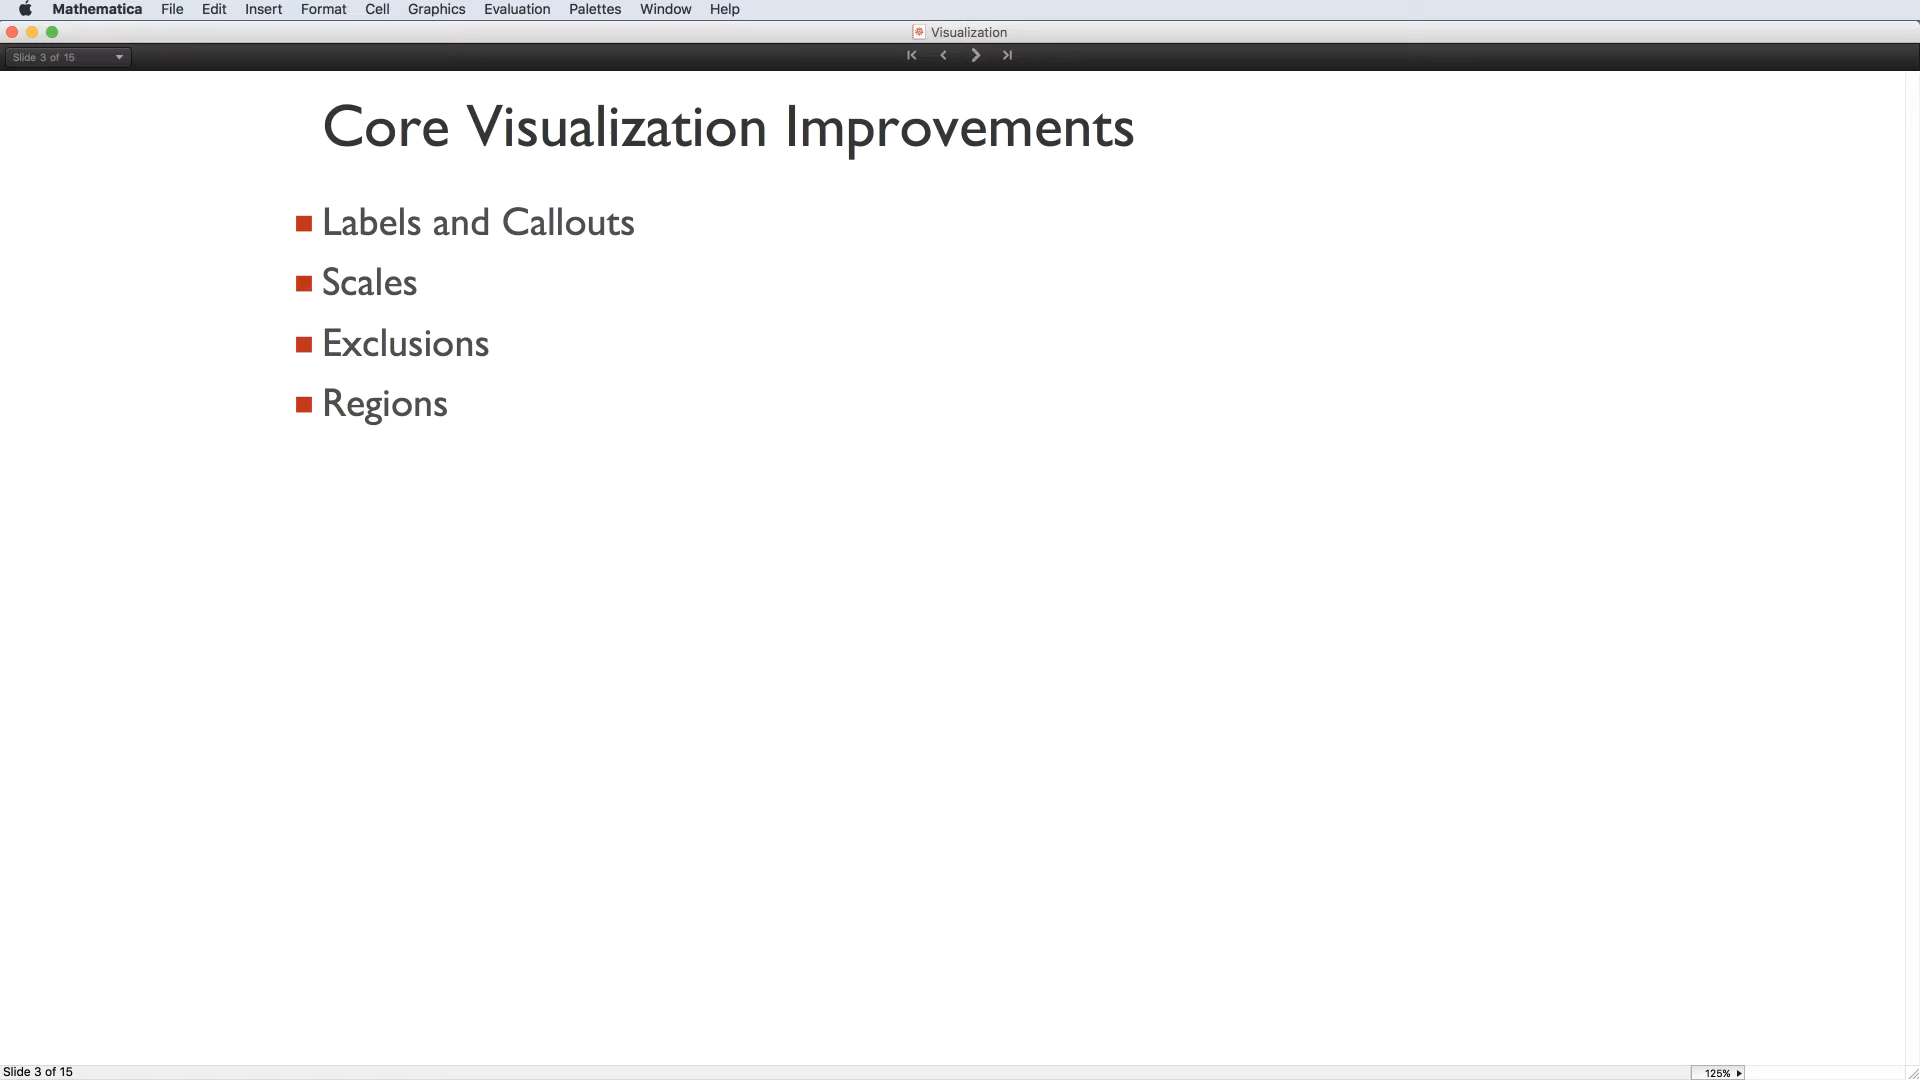 Mathematica File Edit Insert Format Cell Graphics Evaluation Palettes Window Help
Visualization
Slide 3 of 15
Core Visualization Improvements
Labels and Callouts
Scales
Exclusions
Regions
Slide 3 of 15
125%